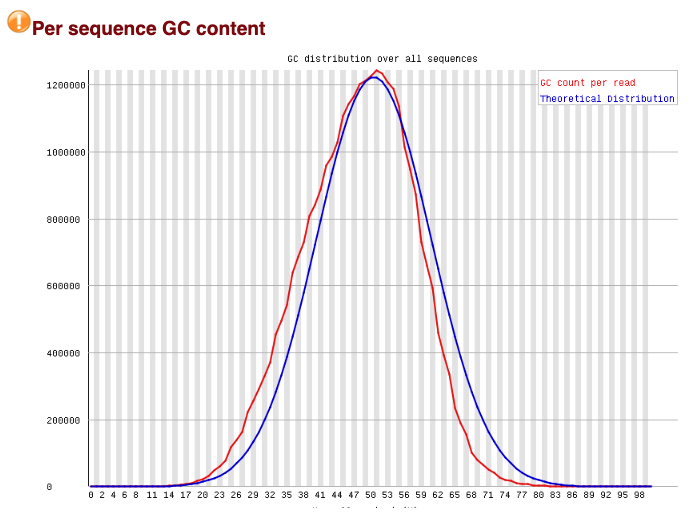 Per sequence GC content
GC distribution over all sequences
GC count per read
Theoretical Distribution
1200000
1000000
800000
600000
400000
200000
0
0 2 4 6 8 11 14 17 20 23 26 29 32 35 38 41 44 47 50 53 56 59 62 65 68 71 74 77 80 83 86 89 92 95 98